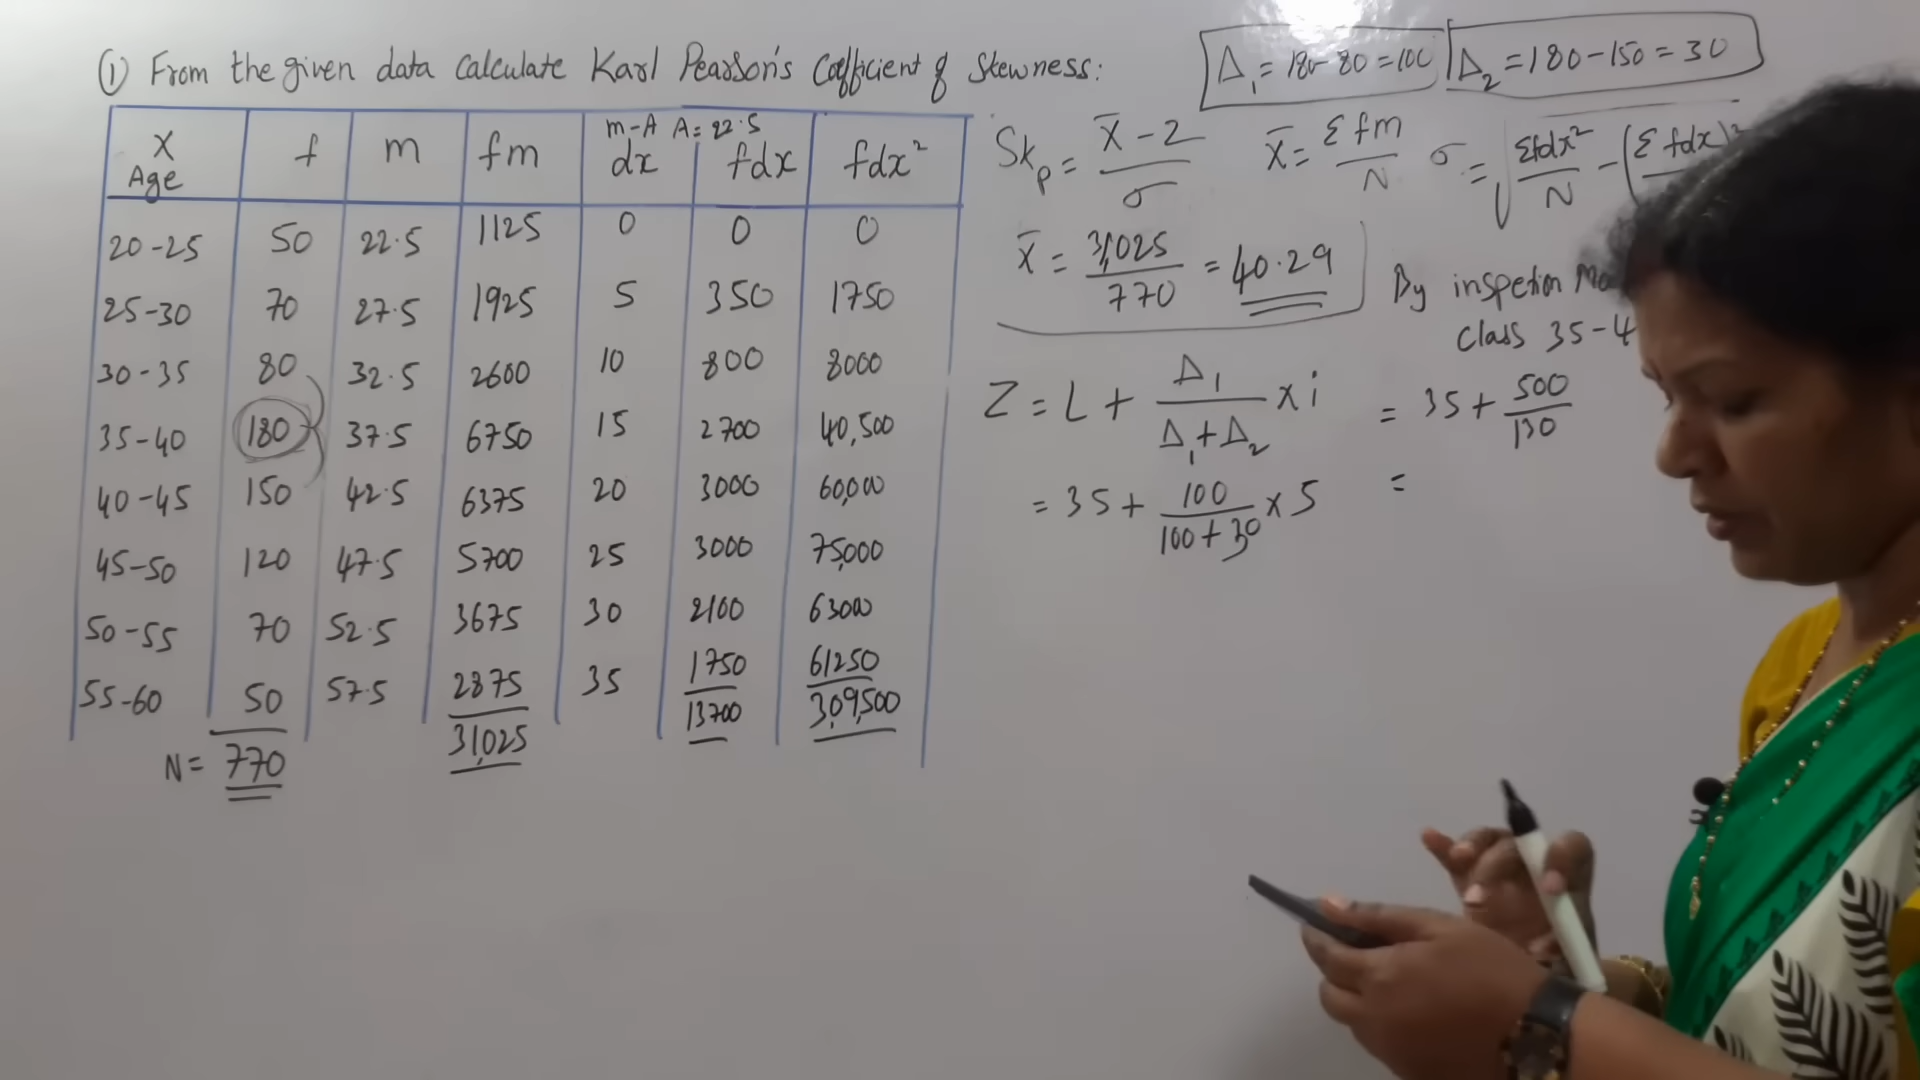 ① From the given data calculate Karl Pearson's Coefficient of Skewness:
Δ₁ = 180 - 80 = 100
Δ₂ = 180 - 150 = 30
X Age | f | m | fm | m-A A = 22.5 dx | fdx | fdx²
20-25 | 50 | 22.5 | 1125 | 0 | 0 | 0
25-30 | 70 | 27.5 | 1925 | 5 | 350 | 1750
30-35 | 80 | 32.5 | 2600 | 10 | 800 | 8000
35-40 | 180 | 37.5 | 6750 | 15 | 2700 | 40,500
40-45 | 150 | 42.5 | 6375 | 20 | 3000 | 60,000
45-50 | 120 | 47.5 | 5700 | 25 | 3000 | 75,000
50-55 | 70 | 52.5 | 3675 | 30 | 2100 | 63000
55-60 | 50 | 57.5 | 2875 | 35 | 1750 | 61250
N = 770 | 31,025 | 13700 | 3,09,500
Skₚ = (X̄ - Z) / σ
X̄ = Σfm / N
σ = √ Σfdx² / N - (Σfdx)²
X̄ = 31,025 / 770 = 40.29
By inspetion
class 35-4
Z = L + Δ₁ / (Δ₁ + Δ₂) x i
= 35 + 100 / (100 + 30) x 5
= 35 + 500 / 130
=